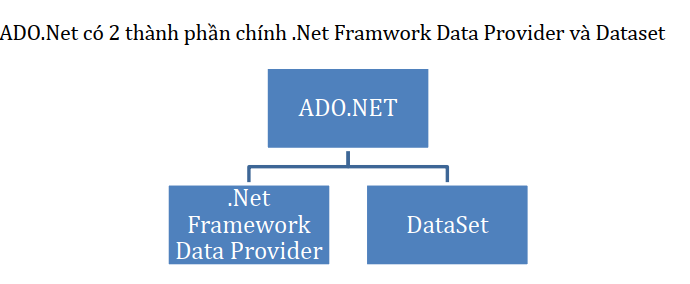 ADO.Net có 2 thành phần chính .Net Framwork Data Provider và Dataset
ADO.NET
.Net
Framework
Data Provider
DataSet